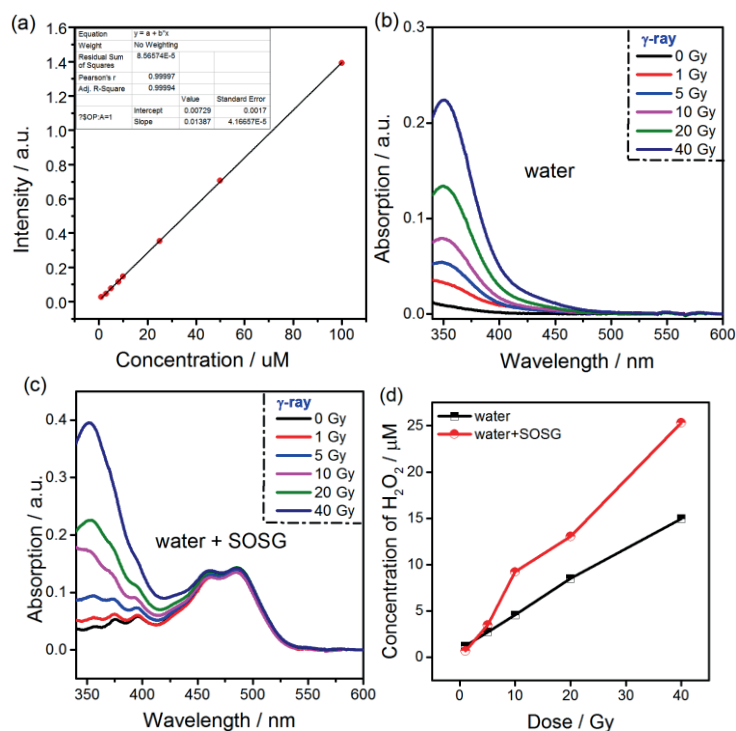 (a)
Equation y = a + b*x
Weight No Weighting
Residual Sum of Squares 8.56574E-5
Pearson's r 0.99997
Adj. R-Square 0.99994
Value Standard Error
?$OP:A=1 Intercept 0.00729 0.0017
Slope 0.01387 4.16657E-5
Intensity / a.u.
1.6
1.4
1.2
1.0
0.8
0.6
0.4
0.2
0.0
0 20 40 60 80 100
Concentration / uM
(b)
γ-ray
0 Gy
1 Gy
5 Gy
10 Gy
20 Gy
40 Gy
water
Absorption / a.u.
0.2
0.1
0.0
350 400 450 500 550 600
Wavelength / nm
(c)
γ-ray
0 Gy
1 Gy
5 Gy
10 Gy
20 Gy
40 Gy
water + SOSG
Absorption / a.u.
0.4
0.3
0.2
0.1
0.0
350 400 450 500 550 600
Wavelength / nm
(d)
water
water+SOSG
Concentration of H₂O₂ / μM
25
20
15
10
5
0
0 10 20 30 40
Dose / Gy